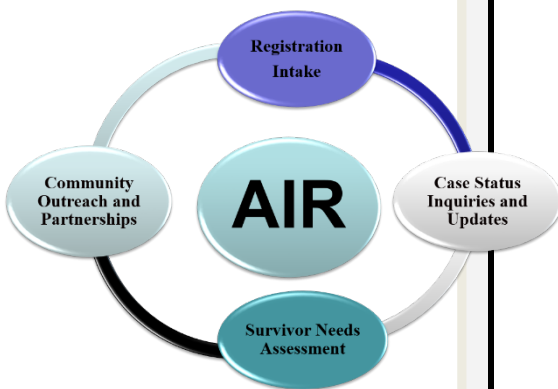 Registration
Intake
Community
Outreach and
Partnerships
AIR
Case Status
Inquiries and
Updates
Survivor Needs
Assessment